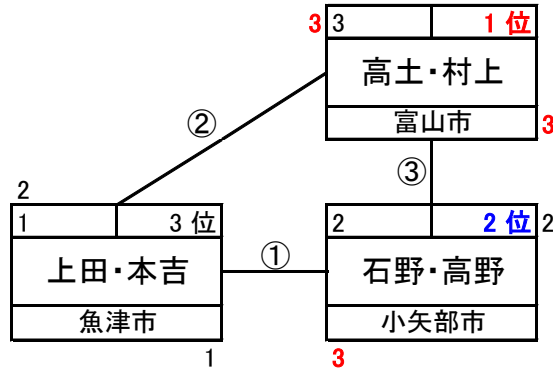 3 3 1 位
高土・村上
富山市
3
②
③
2
1 3 位
上田・本吉
魚津市
1
①
2 2 位 2
石野・高野
小矢部市
3